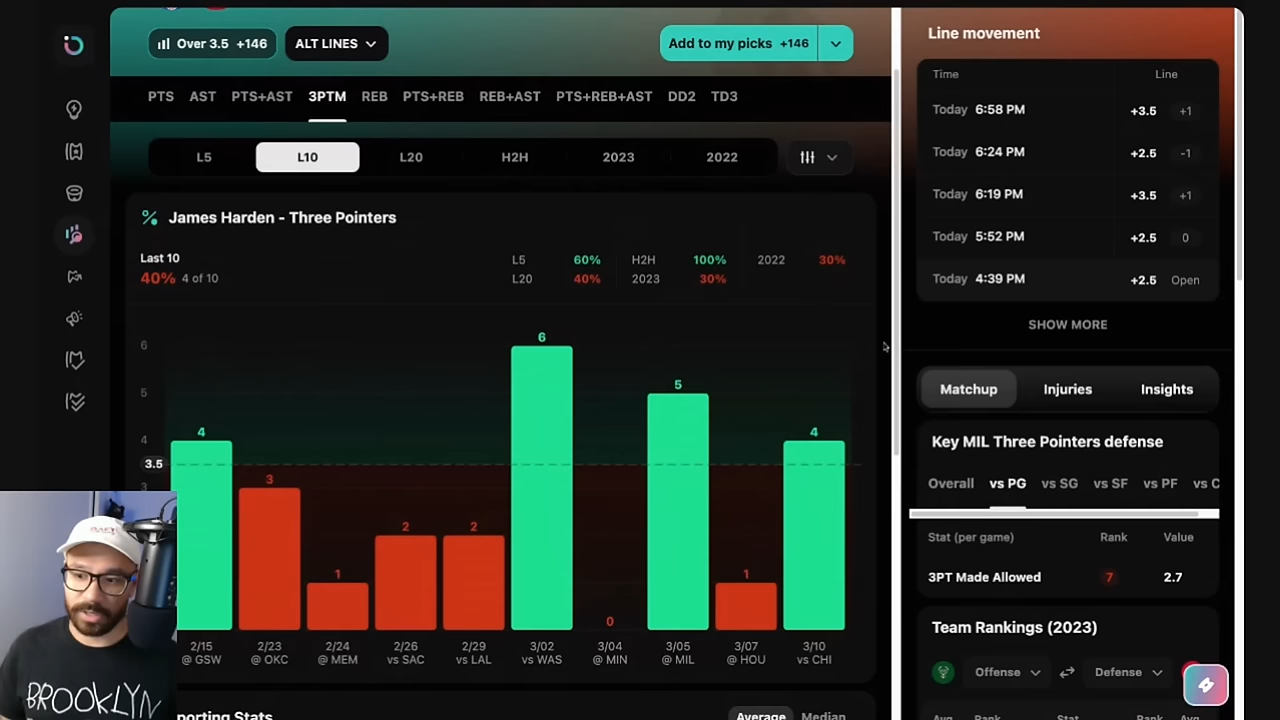 Over 3.5 +146
ALT LINES
Add to my picks +146
PTS AST PTS+AST 3PTM REB PTS+REB REB+AST PTS+REB+AST DD2 TD3
L5 L10 L20 H2H 2023 2022
James Harden - Three Pointers
Last 10
40% 4 of 10
L5 60% H2H 100% 2022 30%
L20 40% 2023 30%
6
5
4
3.5
3
4
3
1
2
2
6
0
5
1
4
2/15 2/23 2/24 2/26 2/29 3/02 3/04 3/05 3/07 3/10
@ GSW @ OKC @ MEM vs SAC vs LAL vs WAS @ MIN @ MIL @ HOU vs CHI
porting Stats
Average Median
BROOKLYN
Line movement
Time Line
Today 6:58 PM +3.5 +1
Today 6:24 PM +2.5 -1
Today 6:19 PM +3.5 +1
Today 5:52 PM +2.5 0
Today 4:39 PM +2.5 Open
SHOW MORE
Matchup Injuries Insights
Key MIL Three Pointers defense
Overall vs PG vs SG vs SF vs PF vs C
Stat (per game) Rank Value
3PT Made Allowed 7 2.7
Team Rankings (2023)
Offense Defense
Avg Rank Stat Rank Avg